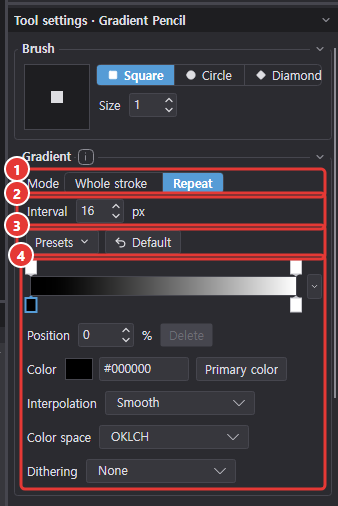 Tool settings · Gradient Pencil
Brush
Square Circle Diamond
Size 1
Gradient i
1
Mode Whole stroke Repeat
2
Interval 16 px
3
Presets Default
4
Position 0 % Delete
Color #000000 Primary color
Interpolation Smooth
Color space OKLCH
Dithering None